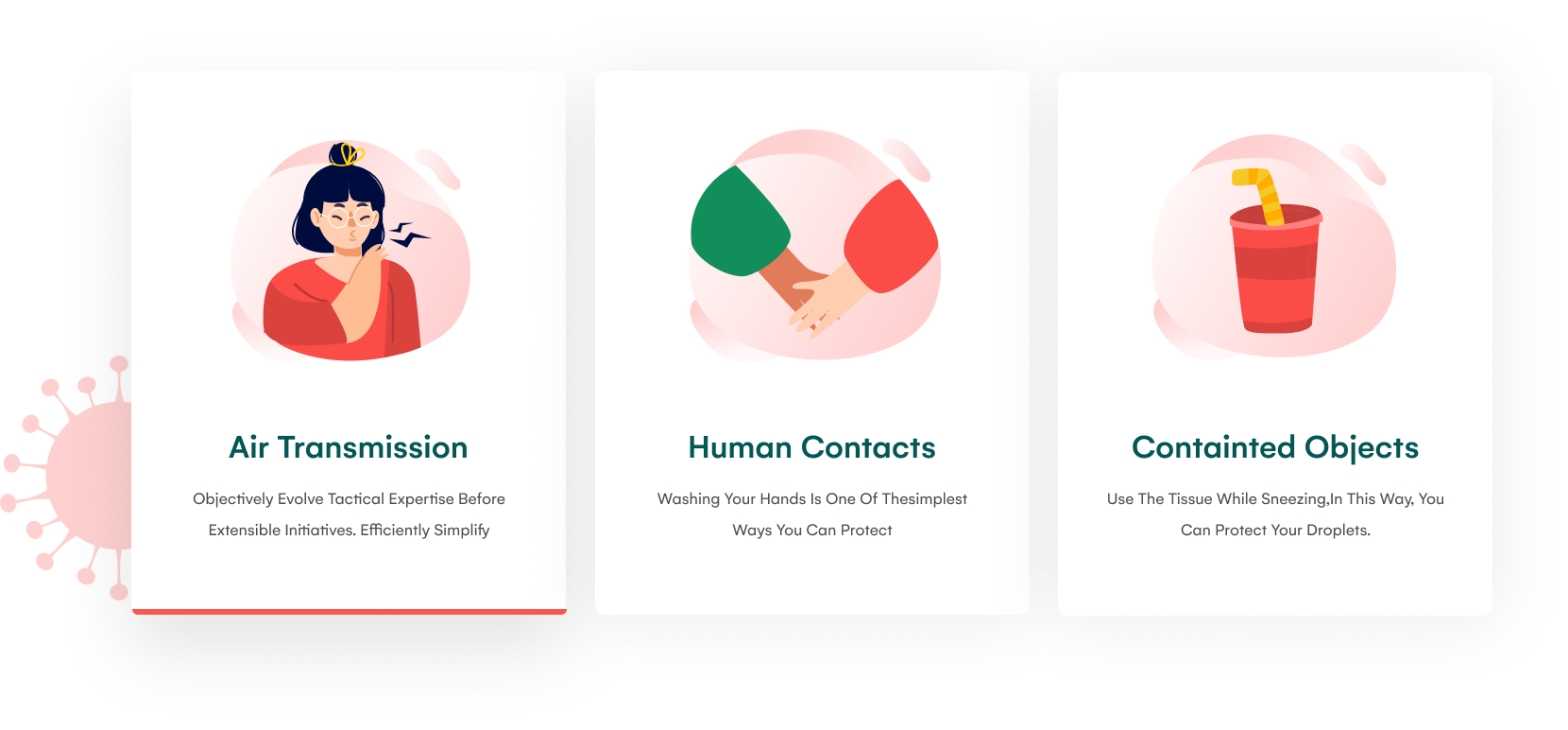 Air Transmission
Objectively Evolve Tactical Expertise Before
Extensible Initiatives. Efficiently Simplify
Human Contacts
Washing Your Hands Is One Of Thesimplest
Ways You Can Protect
Containted Objects
Use The Tissue While Sneezing,In This Way, You
Can Protect Your Droplets.